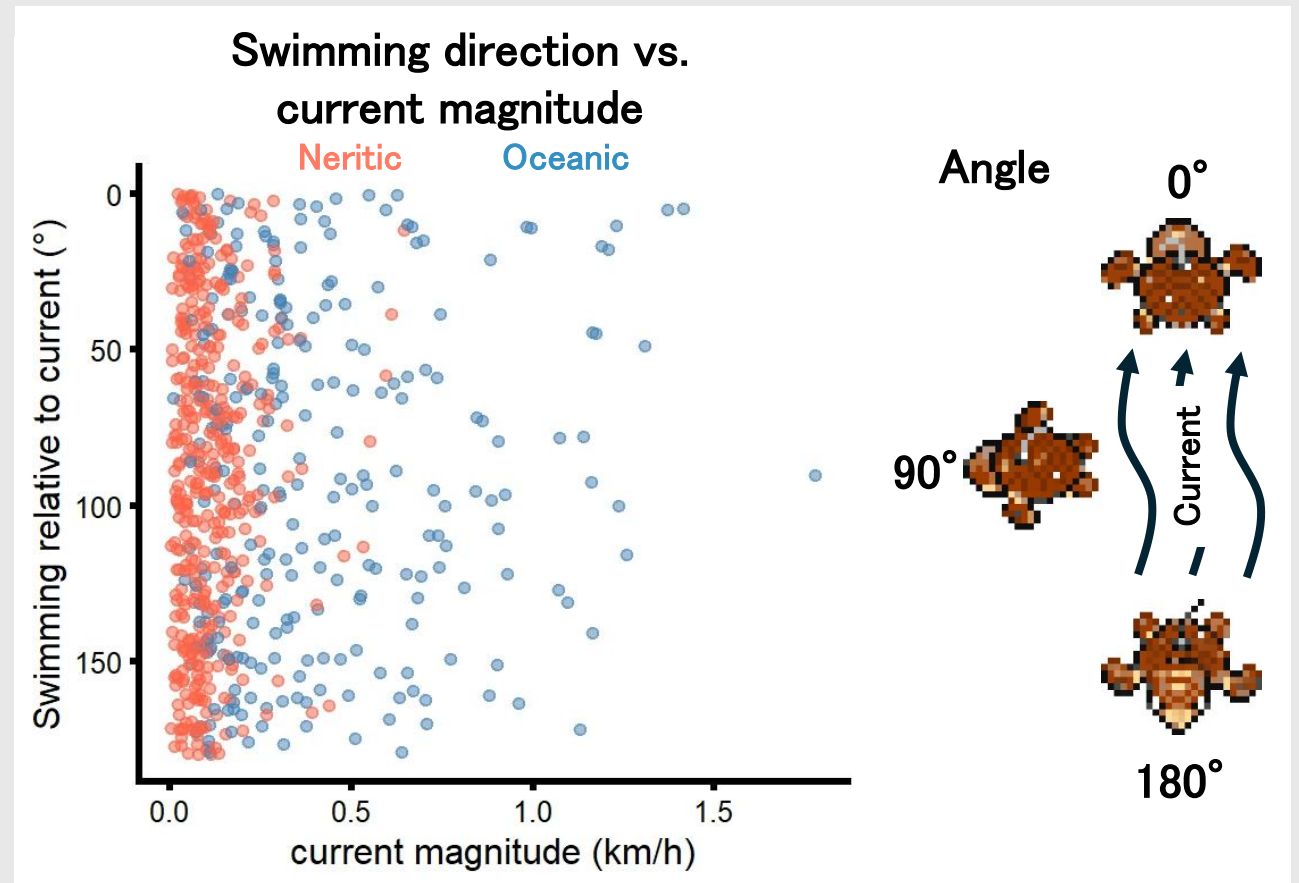 Swimming direction vs.
current magnitude
Neritic
Oceanic
Swimming relative to current (°)
0
50
100
150
0.0
0.5
1.0
1.5
current magnitude (km/h)
Angle
0°
90°
Current
180°